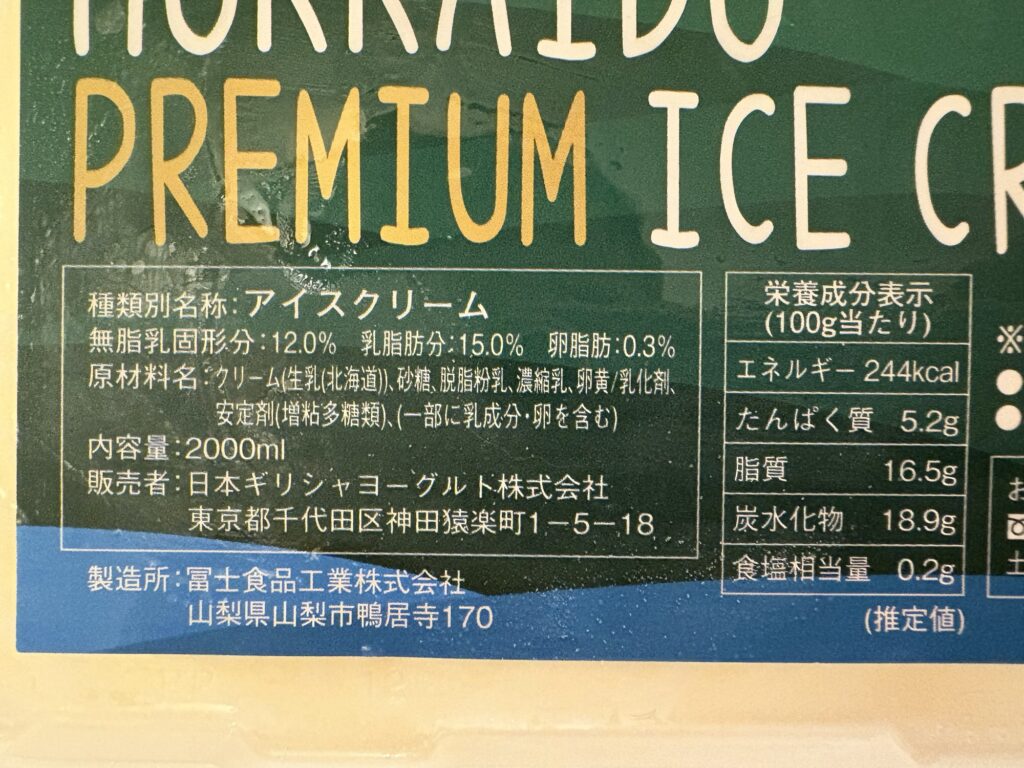 HOKKAIDO
PREMIUM ICE CR
種類別名称：アイスクリーム
無脂乳固形分：12.0%　乳脂肪分：15.0%　卵脂肪：0.3%
原材料名：クリーム(生乳(北海道))、砂糖、脱脂粉乳、濃縮乳、卵黄/乳化剤、
安定剤(増粘多糖類)、(一部に乳成分・卵を含む)
内容量：2000ml
販売者：日本ギリシャヨーグルト株式会社
東京都千代田区神田猿楽町1−5−18
製造所：冨士食品工業株式会社
山梨県山梨市鴨居寺170
栄養成分表示
(100g当たり)
エネルギー 244kcal
たんぱく質 5.2g
脂質 16.5g
炭水化物 18.9g
食塩相当量 0.2g
(推定値)
※
●
●
お
土